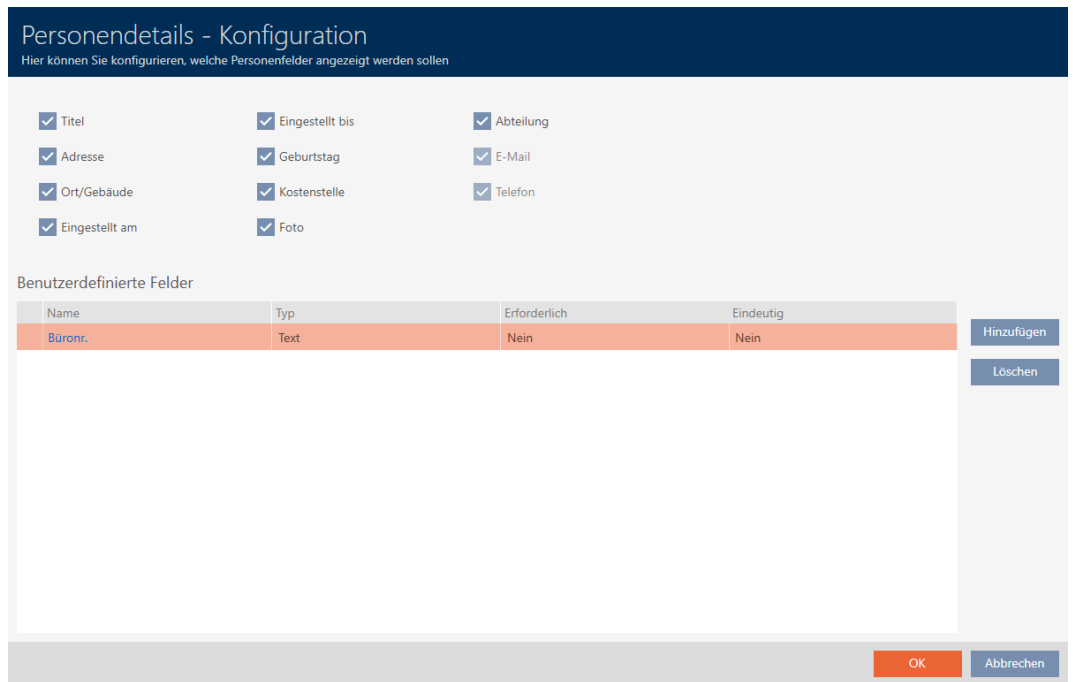 Personendetails - Konfiguration
Hier können Sie konfigurieren, welche Personenfelder angezeigt werden sollen
Titel Eingestellt bis Abteilung
Adresse Geburtstag E-Mail
Ort/Gebäude Kostenstelle Telefon
Eingestellt am Foto
Benutzerdefinierte Felder
Name Typ Erforderlich Eindeutig
Büronr. Text Nein Nein
Hinzufügen
Löschen
OK Abbrechen